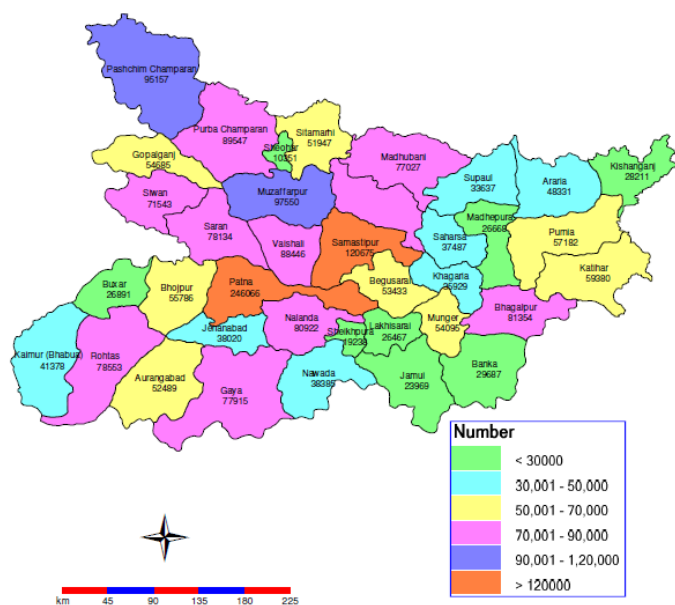 Pashchim Champaran
95157
Purba Champaran
89547
Sitamarhi
51947
Sheohar
10351
Gopalganj
54685
Madhubani
77027
Kishanganj
28211
Supaul
33637
Araria
48331
Siwan
71543
Muzaffarpur
97550
Madhepura
26668
Saran
78134
Vaishali
88446
Samastipur
120675
Saharsa
37487
Purnia
57182
Katihar
59380
Khagaria
35929
Begusarai
53433
Buxar
26891
Bhojpur
55786
Patna
246066
Munger
54095
Bhagalpur
81354
Nalanda
80922
Lakhisarai
26467
Sheikhpura
19238
Jehanabad
38020
Kaimur (Bhabua)
41378
Rohtas
78553
Aurangabad
52489
Gaya
77915
Nawada
38385
Jamui
23969
Banka
29687
Number
< 30000
30,001 - 50,000
50,001 - 70,000
70,001 - 90,000
90,001 - 1,20,000
> 120000
km 45 90 135 180 225